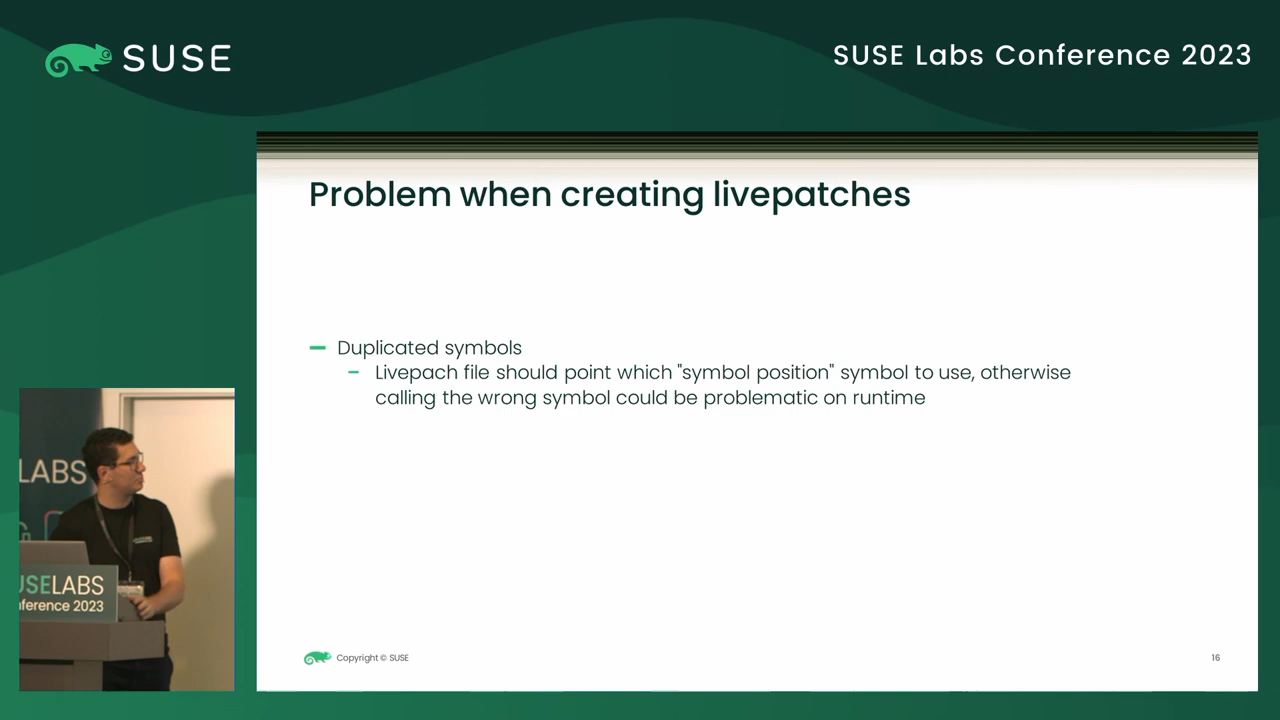 SUSE
SUSE Labs Conference 2023
Problem when creating livepatches
Duplicated symbols
Livepach file should point which "symbol position" symbol to use, otherwise
calling the wrong symbol could be problematic on runtime
LABS
USELABS
nference 2023
Copyright © SUSE
16